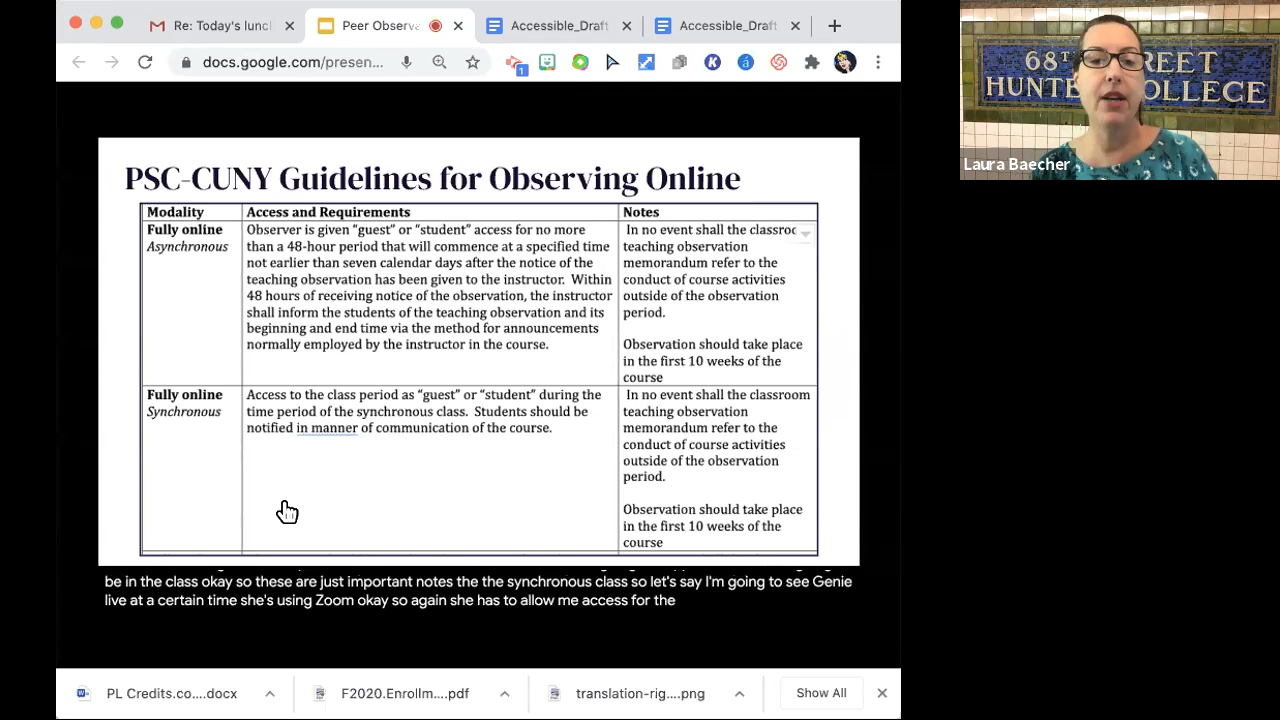 Re: Today's lunc
Peer Observa
Accessible_Draft
Accessible_Draft
docs.google.com/presen...
1
K
á
68TH STREET
HUNTER COLLEGE
Laura Baecher
PSC-CUNY Guidelines for Observing Online
Modality
Access and Requirements
Notes
Fully online
Asynchronous
Observer is given “guest” or “student” access for no more
than a 48-hour period that will commence at a specified time
not earlier than seven calendar days after the notice of the
teaching observation has been given to the instructor. Within
48 hours of receiving notice of the observation, the instructor
shall inform the students of the teaching observation and its
beginning and end time via the method for announcements
normally employed by the instructor in the course.
In no event shall the classroo
teaching observation
memorandum refer to the
conduct of course activities
outside of the observation
period.
Observation should take place
in the first 10 weeks of the
course
Fully online
Synchronous
Access to the class period as “guest” or “student” during the
time period of the synchronous class. Students should be
notified in manner of communication of the course.
In no event shall the classroom
teaching observation
memorandum refer to the
conduct of course activities
outside of the observation
period.
Observation should take place
in the first 10 weeks of the
course
be in the class okay so these are just important notes the the synchronous class so let's say I'm going to see Genie
live at a certain time she's using Zoom okay so again she has to allow me access for the
PL Credits.co....docx
F2020.Enrollm...pdf
translation-rig....png
Show All